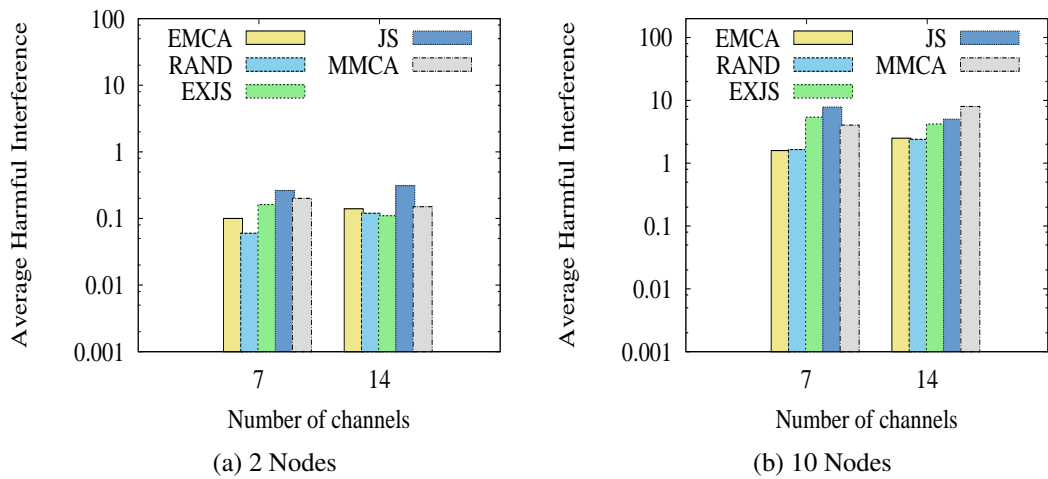 Average Harmful Interference
100
10
1
0.1
0.01
0.001
EMCA
RAND
EXJS
JS
MMCA
7
14
Number of channels
(a) 2 Nodes
Average Harmful Interference
100
10
1
0.1
0.01
0.001
EMCA
RAND
EXJS
JS
MMCA
7
14
Number of channels
(b) 10 Nodes